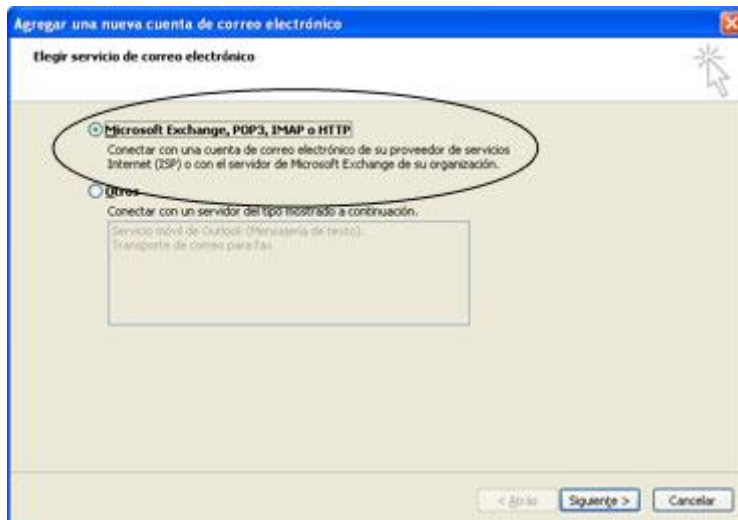 Agregar una nueva cuenta de correo electrónico
Elegir servicio de correo electrónico
Microsoft Exchange, POP3, IMAP o HTTP
Conectar con una cuenta de correo electrónico de su proveedor de servicios
Internet (ISP) o con el servidor de Microsoft Exchange de su organización.
Otros
Conectar con un servidor del tipo mostrado a continuación.
Servicio móvil de Outlook (Mensajería de texto).
Transporte de correo para fax
< Atrás
Siguiente >
Cancelar